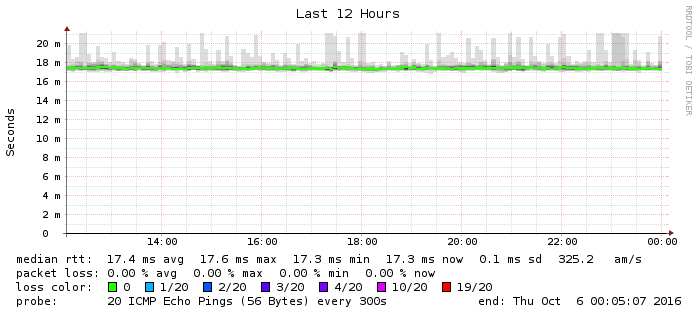 Last 12 Hours
RRDTOOL / TOBI OETIKER
Seconds
20 m
18 m
16 m
14 m
12 m
10 m
8 m
6 m
4 m
2 m
0
14:00 16:00 18:00 20:00 22:00 00:00
median rtt: 17.4 ms avg 17.6 ms max 17.3 ms min 17.3 ms now 0.1 ms sd 325.2 am/s
packet loss: 0.00 % avg 0.00 % max 0.00 % min 0.00 % now
loss color: 0 1/20 2/20 3/20 4/20 10/20 19/20
probe: 20 ICMP Echo Pings (56 Bytes) every 300s end: Thu Oct 6 00:05:07 2016